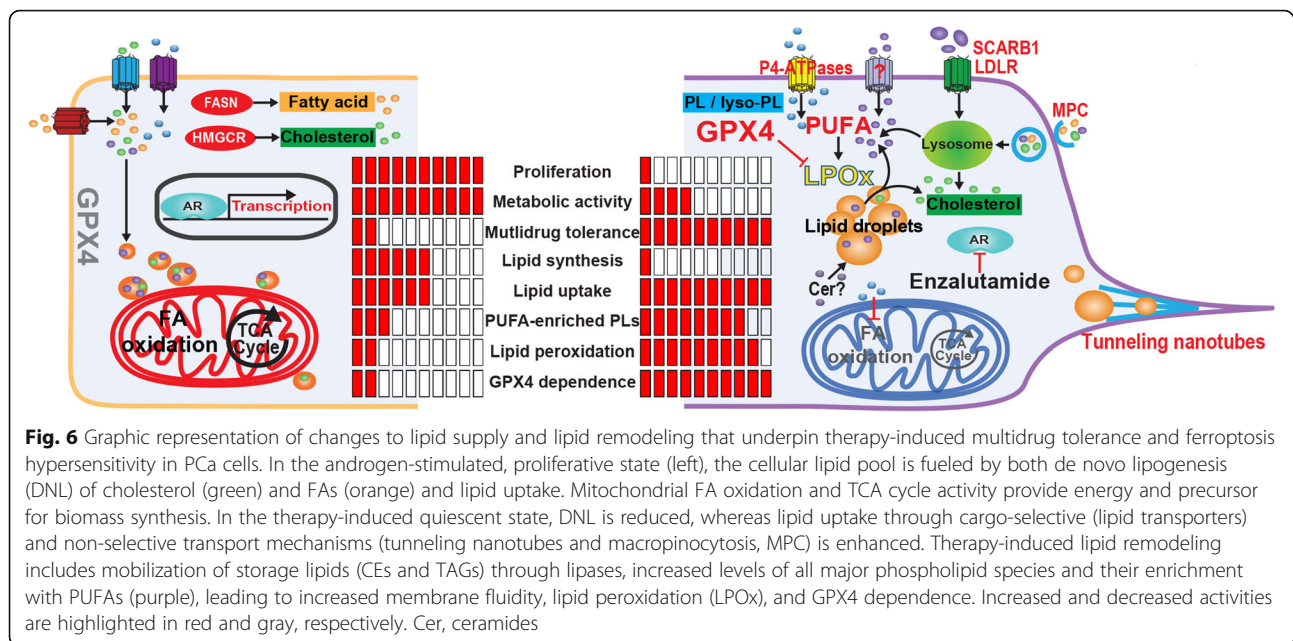 SCARB1
LDLR
P4-ATPases
?
FASN
Fatty acid
PL / lyso-PL
MPC
HMGCR
Cholesterol
GPX4
PUFA
Lysosome
GPX4
LPOx
AR
Transcription
Cholesterol
Lipid droplets
AR
Enzalutamide
Cer?
Proliferation
Metabolic activity
Mutlidrug tolerance
Lipid synthesis
Lipid uptake
PUFA-enriched PLs
Lipid peroxidation
GPX4 dependence
FA
oxidation
TCA
Cycle
FA
oxidation
TCA
Cycle
Tunneling nanotubes
Fig. 6 Graphic representation of changes to lipid supply and lipid remodeling that underpin therapy-induced multidrug tolerance and ferroptosis
hypersensitivity in PCa cells. In the androgen-stimulated, proliferative state (left), the cellular lipid pool is fueled by both de novo lipogenesis
(DNL) of cholesterol (green) and FAs (orange) and lipid uptake. Mitochondrial FA oxidation and TCA cycle activity provide energy and precursor
for biomass synthesis. In the therapy-induced quiescent state, DNL is reduced, whereas lipid uptake through cargo-selective (lipid transporters)
and non-selective transport mechanisms (tunneling nanotubes and macropinocytosis, MPC) is enhanced. Therapy-induced lipid remodeling
includes mobilization of storage lipids (CEs and TAGs) through lipases, increased levels of all major phospholipid species and their enrichment
with PUFAs (purple), leading to increased membrane fluidity, lipid peroxidation (LPOx), and GPX4 dependence. Increased and decreased activities
are highlighted in red and gray, respectively. Cer, ceramides